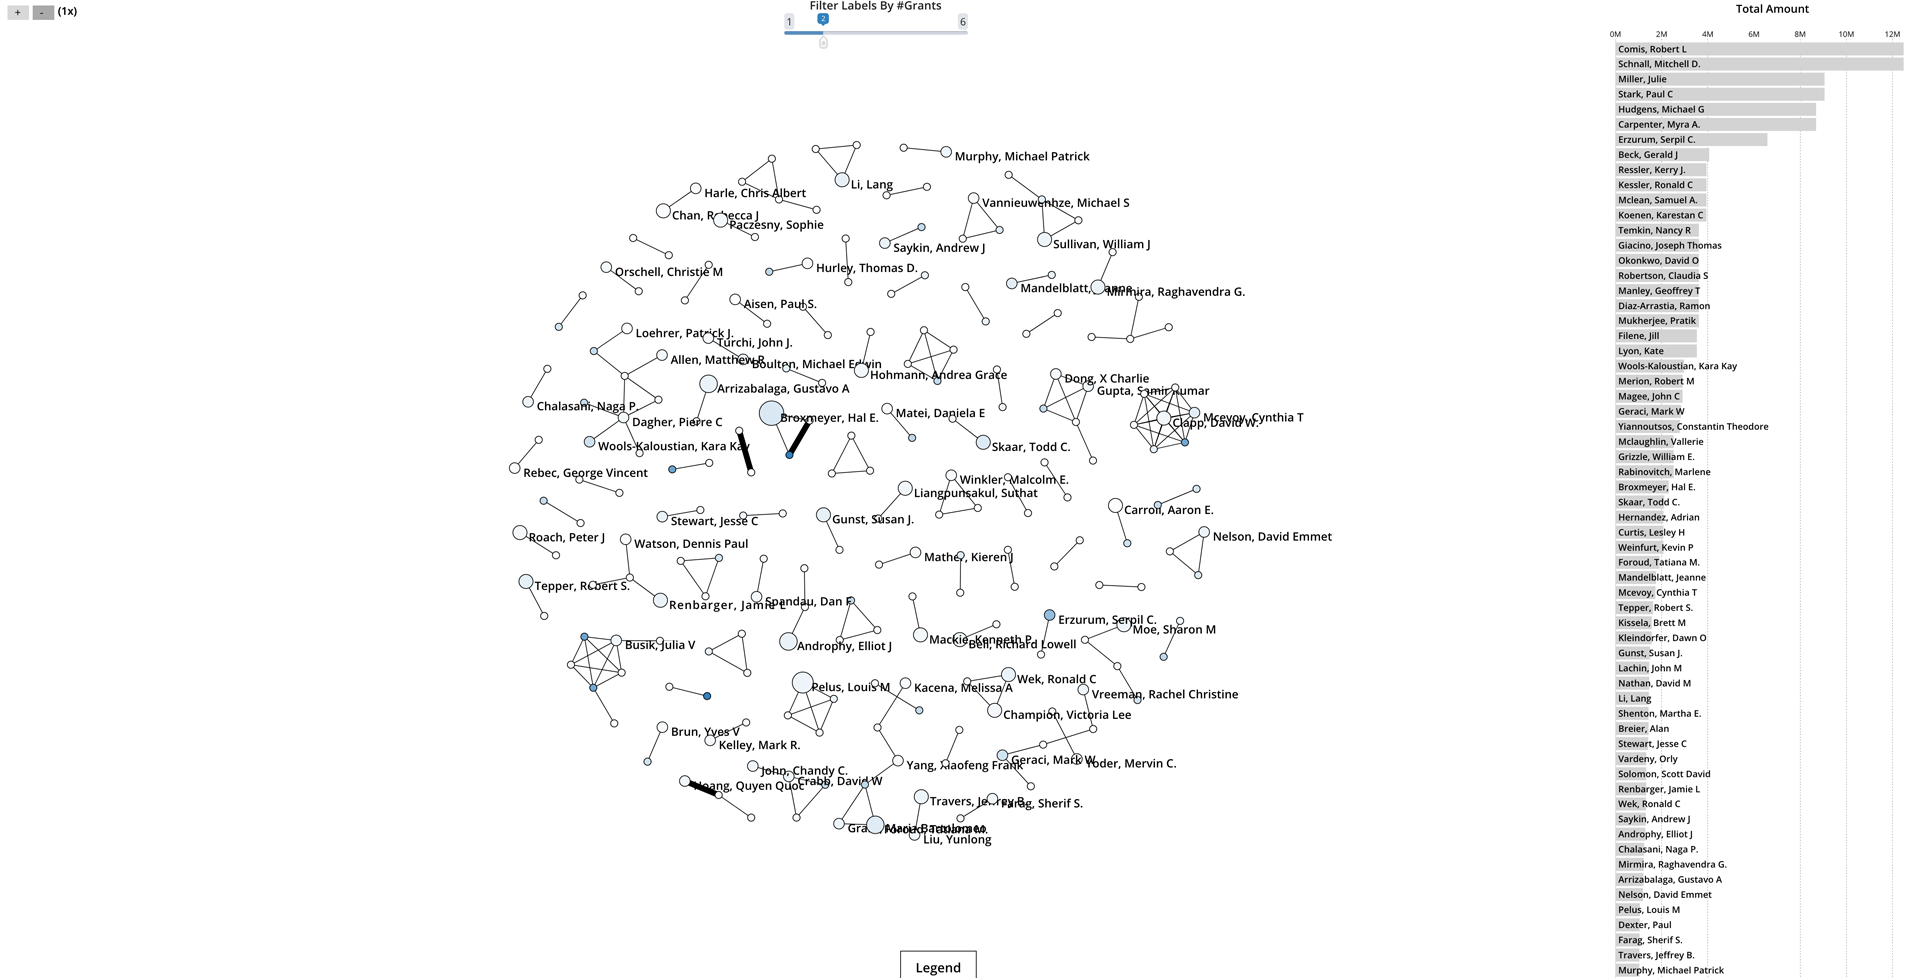 + - (1x)
Filter Labels By #Grants
1 2 6
Murphy, Michael Patrick
Li, Lang
Harle, Chris Albert
Vannieuwenhze, Michael S
Chan, Rebecca J
Paczesny, Sophie
Sullivan, William J
Saykin, Andrew J
Hurley, Thomas D.
Orschell, Christie M
Mandelblatt, Jeanne
Mirmira, Raghavendra G.
Aisen, Paul S.
Loehrer, Patrick J.
Turchi, John J.
Allen, Matthew R
Boulton, Michael Edwin
Hohmann, Andrea Grace
Dong, X Charlie
Gupta, Samir Kumar
Arrizabalaga, Gustavo A
Chalasani, Naga P.
Dagher, Pierre C
Broxmeyer, Hal E.
Matei, Daniela E
Mcevoy, Cynthia T
Clapp, David W.
Wools-Kaloustian, Kara Kay
Skaar, Todd C.
Rebec, George Vincent
Winkler, Malcolm E.
Liangpunsakul, Suthat
Carroll, Aaron E.
Stewart, Jesse C
Gunst, Susan J.
Roach, Peter J
Watson, Dennis Paul
Nelson, David Emmet
Mather, Kieren J
Tepper, Robert S.
Renbarger, Jamie L
Spandau, Dan F
Erzurum, Serpil C.
Moe, Sharon M
Busik, Julia V
Androphy, Elliot J
Mackie, Kenneth P.
Bell, Richard Lowell
Pelus, Louis M
Kacena, Melissa A
Wek, Ronald C
Vreeman, Rachel Christine
Champion, Victoria Lee
Brun, Yves V
Kelley, Mark R.
Yang, Xiaofeng Frank
Geraci, Mark W
Yoder, Mervin C.
John, Chandy C.
Crabb, David W
Hoang, Quyen Quoc
Travers, Jeffrey B.
Farag, Sherif S.
Foroud, Tatiana M.
Liu, Yunlong
Legend
Total Amount
0M 2M 4M 6M 8M 10M 12M
Comis, Robert L
Schnall, Mitchell D.
Miller, Julie
Stark, Paul C
Hudgens, Michael G
Carpenter, Myra A.
Erzurum, Serpil C.
Beck, Gerald J
Ressler, Kerry J.
Kessler, Ronald C
Mclean, Samuel A.
Koenen, Karestan C
Temkin, Nancy R
Giacino, Joseph Thomas
Okonkwo, David O
Robertson, Claudia S
Manley, Geoffrey T
Diaz-Arrastia, Ramon
Mukherjee, Pratik
Filene, Jill
Lyon, Kate
Wools-Kaloustian, Kara Kay
Merion, Robert M
Magee, John C
Geraci, Mark W
Yiannoutsos, Constantin Theodore
Mclaughlin, Vallerie
Grizzle, William E.
Rabinovitch, Marlene
Broxmeyer, Hal E.
Skaar, Todd C.
Hernandez, Adrian
Curtis, Lesley H
Weinfurt, Kevin P
Foroud, Tatiana M.
Mandelblatt, Jeanne
Mcevoy, Cynthia T
Tepper, Robert S.
Kissela, Brett M
Kleindorfer, Dawn O
Gunst, Susan J.
Lachin, John M
Nathan, David M
Li, Lang
Shenton, Martha E.
Breier, Alan
Stewart, Jesse C
Vardeny, Orly
Solomon, Scott David
Renbarger, Jamie L
Wek, Ronald C
Saykin, Andrew J
Androphy, Elliot J
Chalasani, Naga P.
Mirmira, Raghavendra G.
Arrizabalaga, Gustavo A
Nelson, David Emmet
Pelus, Louis M
Dexter, Paul
Farag, Sherif S.
Travers, Jeffrey B.
Murphy, Michael Patrick